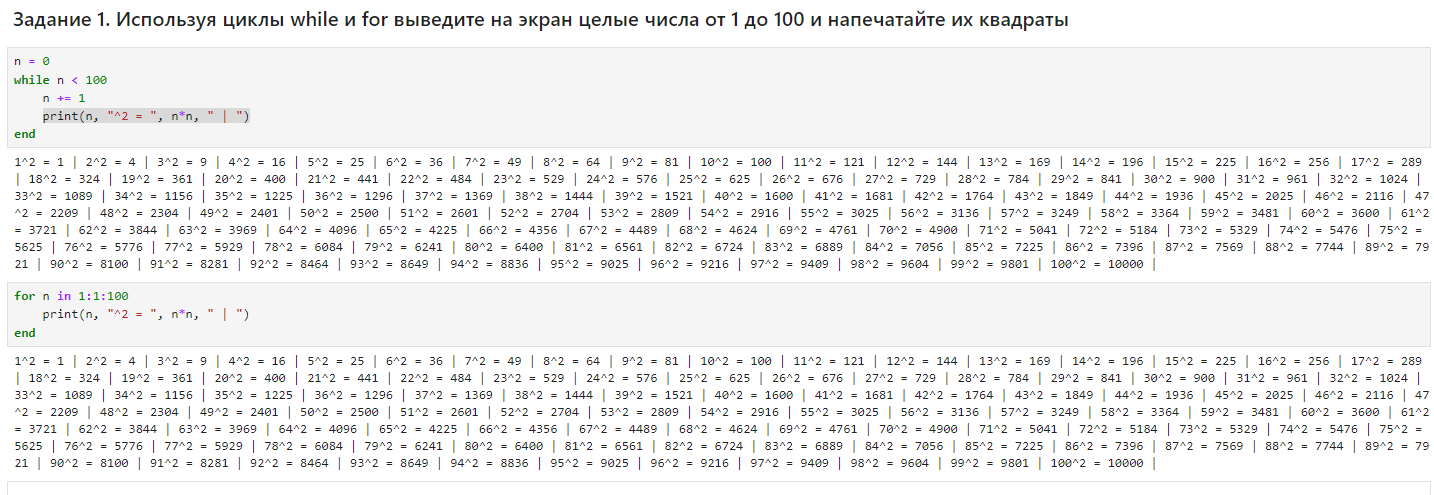 Задание 1. Используя циклы while и for выведите на экран целые числа от 1 до 100 и напечатайте их квадраты
n = 0
while n < 100
    n += 1
    print(n, "^2 = ", n*n, " | ")
end
1^2 = 1 | 2^2 = 4 | 3^2 = 9 | 4^2 = 16 | 5^2 = 25 | 6^2 = 36 | 7^2 = 49 | 8^2 = 64 | 9^2 = 81 | 10^2 = 100 | 11^2 = 121 | 12^2 = 144 | 13^2 = 169 | 14^2 = 196 | 15^2 = 225 | 16^2 = 256 | 17^2 = 289
| 18^2 = 324 | 19^2 = 361 | 20^2 = 400 | 21^2 = 441 | 22^2 = 484 | 23^2 = 529 | 24^2 = 576 | 25^2 = 625 | 26^2 = 676 | 27^2 = 729 | 28^2 = 784 | 29^2 = 841 | 30^2 = 900 | 31^2 = 961 | 32^2 = 1024 |
33^2 = 1089 | 34^2 = 1156 | 35^2 = 1225 | 36^2 = 1296 | 37^2 = 1369 | 38^2 = 1444 | 39^2 = 1521 | 40^2 = 1600 | 41^2 = 1681 | 42^2 = 1764 | 43^2 = 1849 | 44^2 = 1936 | 45^2 = 2025 | 46^2 = 2116 | 47
^2 = 2209 | 48^2 = 2304 | 49^2 = 2401 | 50^2 = 2500 | 51^2 = 2601 | 52^2 = 2704 | 53^2 = 2809 | 54^2 = 2916 | 55^2 = 3025 | 56^2 = 3136 | 57^2 = 3249 | 58^2 = 3364 | 59^2 = 3481 | 60^2 = 3600 | 61^2
= 3721 | 62^2 = 3844 | 63^2 = 3969 | 64^2 = 4096 | 65^2 = 4225 | 66^2 = 4356 | 67^2 = 4489 | 68^2 = 4624 | 69^2 = 4761 | 70^2 = 4900 | 71^2 = 5041 | 72^2 = 5184 | 73^2 = 5329 | 74^2 = 5476 | 75^2 =
5625 | 76^2 = 5776 | 77^2 = 5929 | 78^2 = 6084 | 79^2 = 6241 | 80^2 = 6400 | 81^2 = 6561 | 82^2 = 6724 | 83^2 = 6889 | 84^2 = 7056 | 85^2 = 7225 | 86^2 = 7396 | 87^2 = 7569 | 88^2 = 7744 | 89^2 = 79
21 | 90^2 = 8100 | 91^2 = 8281 | 92^2 = 8464 | 93^2 = 8649 | 94^2 = 8836 | 95^2 = 9025 | 96^2 = 9216 | 97^2 = 9409 | 98^2 = 9604 | 99^2 = 9801 | 100^2 = 10000 |
for n in 1:1:100
    print(n, "^2 = ", n*n, " | ")
end
1^2 = 1 | 2^2 = 4 | 3^2 = 9 | 4^2 = 16 | 5^2 = 25 | 6^2 = 36 | 7^2 = 49 | 8^2 = 64 | 9^2 = 81 | 10^2 = 100 | 11^2 = 121 | 12^2 = 144 | 13^2 = 169 | 14^2 = 196 | 15^2 = 225 | 16^2 = 256 | 17^2 = 289
| 18^2 = 324 | 19^2 = 361 | 20^2 = 400 | 21^2 = 441 | 22^2 = 484 | 23^2 = 529 | 24^2 = 576 | 25^2 = 625 | 26^2 = 676 | 27^2 = 729 | 28^2 = 784 | 29^2 = 841 | 30^2 = 900 | 31^2 = 961 | 32^2 = 1024 |
33^2 = 1089 | 34^2 = 1156 | 35^2 = 1225 | 36^2 = 1296 | 37^2 = 1369 | 38^2 = 1444 | 39^2 = 1521 | 40^2 = 1600 | 41^2 = 1681 | 42^2 = 1764 | 43^2 = 1849 | 44^2 = 1936 | 45^2 = 2025 | 46^2 = 2116 | 47
^2 = 2209 | 48^2 = 2304 | 49^2 = 2401 | 50^2 = 2500 | 51^2 = 2601 | 52^2 = 2704 | 53^2 = 2809 | 54^2 = 2916 | 55^2 = 3025 | 56^2 = 3136 | 57^2 = 3249 | 58^2 = 3364 | 59^2 = 3481 | 60^2 = 3600 | 61^2
= 3721 | 62^2 = 3844 | 63^2 = 3969 | 64^2 = 4096 | 65^2 = 4225 | 66^2 = 4356 | 67^2 = 4489 | 68^2 = 4624 | 69^2 = 4761 | 70^2 = 4900 | 71^2 = 5041 | 72^2 = 5184 | 73^2 = 5329 | 74^2 = 5476 | 75^2 =
5625 | 76^2 = 5776 | 77^2 = 5929 | 78^2 = 6084 | 79^2 = 6241 | 80^2 = 6400 | 81^2 = 6561 | 82^2 = 6724 | 83^2 = 6889 | 84^2 = 7056 | 85^2 = 7225 | 86^2 = 7396 | 87^2 = 7569 | 88^2 = 7744 | 89^2 = 79
21 | 90^2 = 8100 | 91^2 = 8281 | 92^2 = 8464 | 93^2 = 8649 | 94^2 = 8836 | 95^2 = 9025 | 96^2 = 9216 | 97^2 = 9409 | 98^2 = 9604 | 99^2 = 9801 | 100^2 = 10000 |